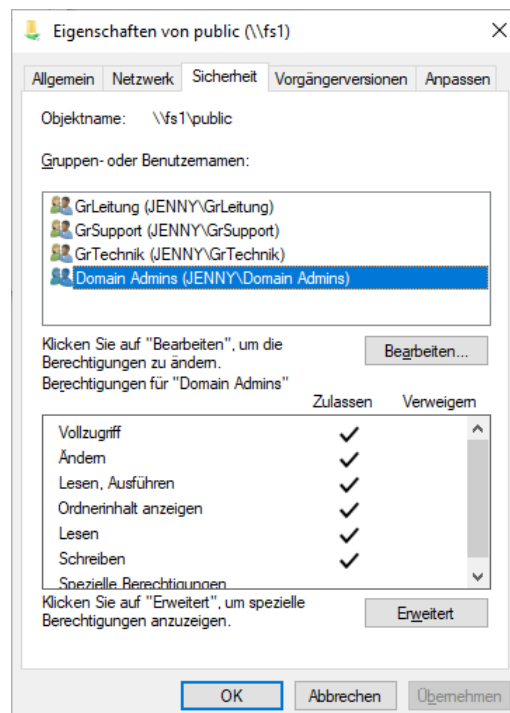 Eigenschaften von public (\\fs1)
Allgemein Netzwerk Sicherheit Vorgängerversionen Anpassen
Objektname: \\fs1\public
Gruppen- oder Benutzernamen:
GrLeitung (JENNY\GrLeitung)
GrSupport (JENNY\GrSupport)
GrTechnik (JENNY\GrTechnik)
Domain Admins (JENNY\Domain Admins)
Klicken Sie auf "Bearbeiten", um die
Berechtigungen zu ändern.
Bearbeiten...
Berechtigungen für "Domain Admins"
Zulassen Verweigern
Vollzugriff
Ändern
Lesen, Ausführen
Ordnerinhalt anzeigen
Lesen
Schreiben
Spezielle Berechtigungen
Klicken Sie auf "Erweitert", um spezielle
Berechtigungen anzuzeigen.
Erweitert
OK Abbrechen Übernehmen